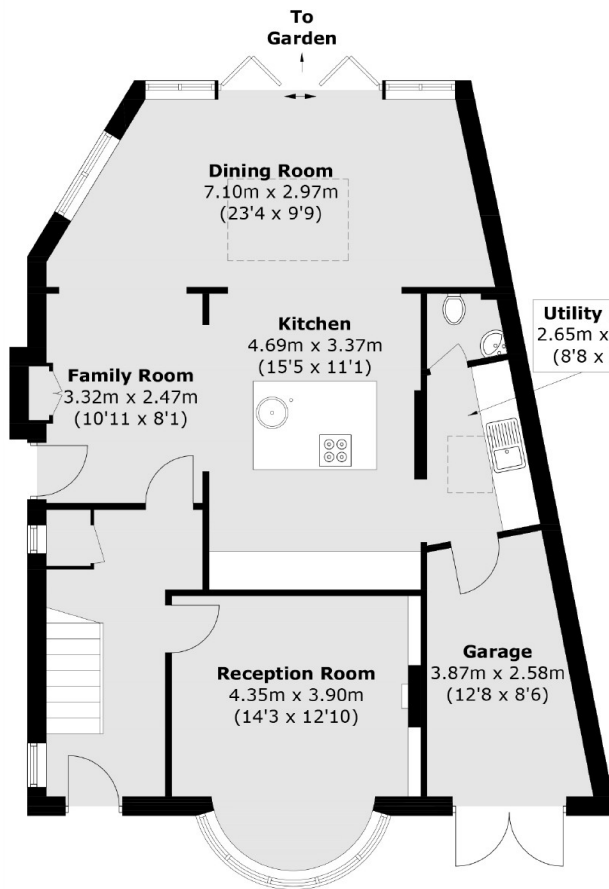 To
Garden
Dining Room
7.10m x 2.97m
(23'4 x 9'9)
Utility
2.65m x
(8'8 x
Kitchen
4.69m x 3.37m
(15'5 x 11'1)
Family Room
3.32m x 2.47m
(10'11 x 8'1)
Reception Room
4.35m x 3.90m
(14'3 x 12'10)
Garage
3.87m x 2.58m
(12'8 x 8'6)